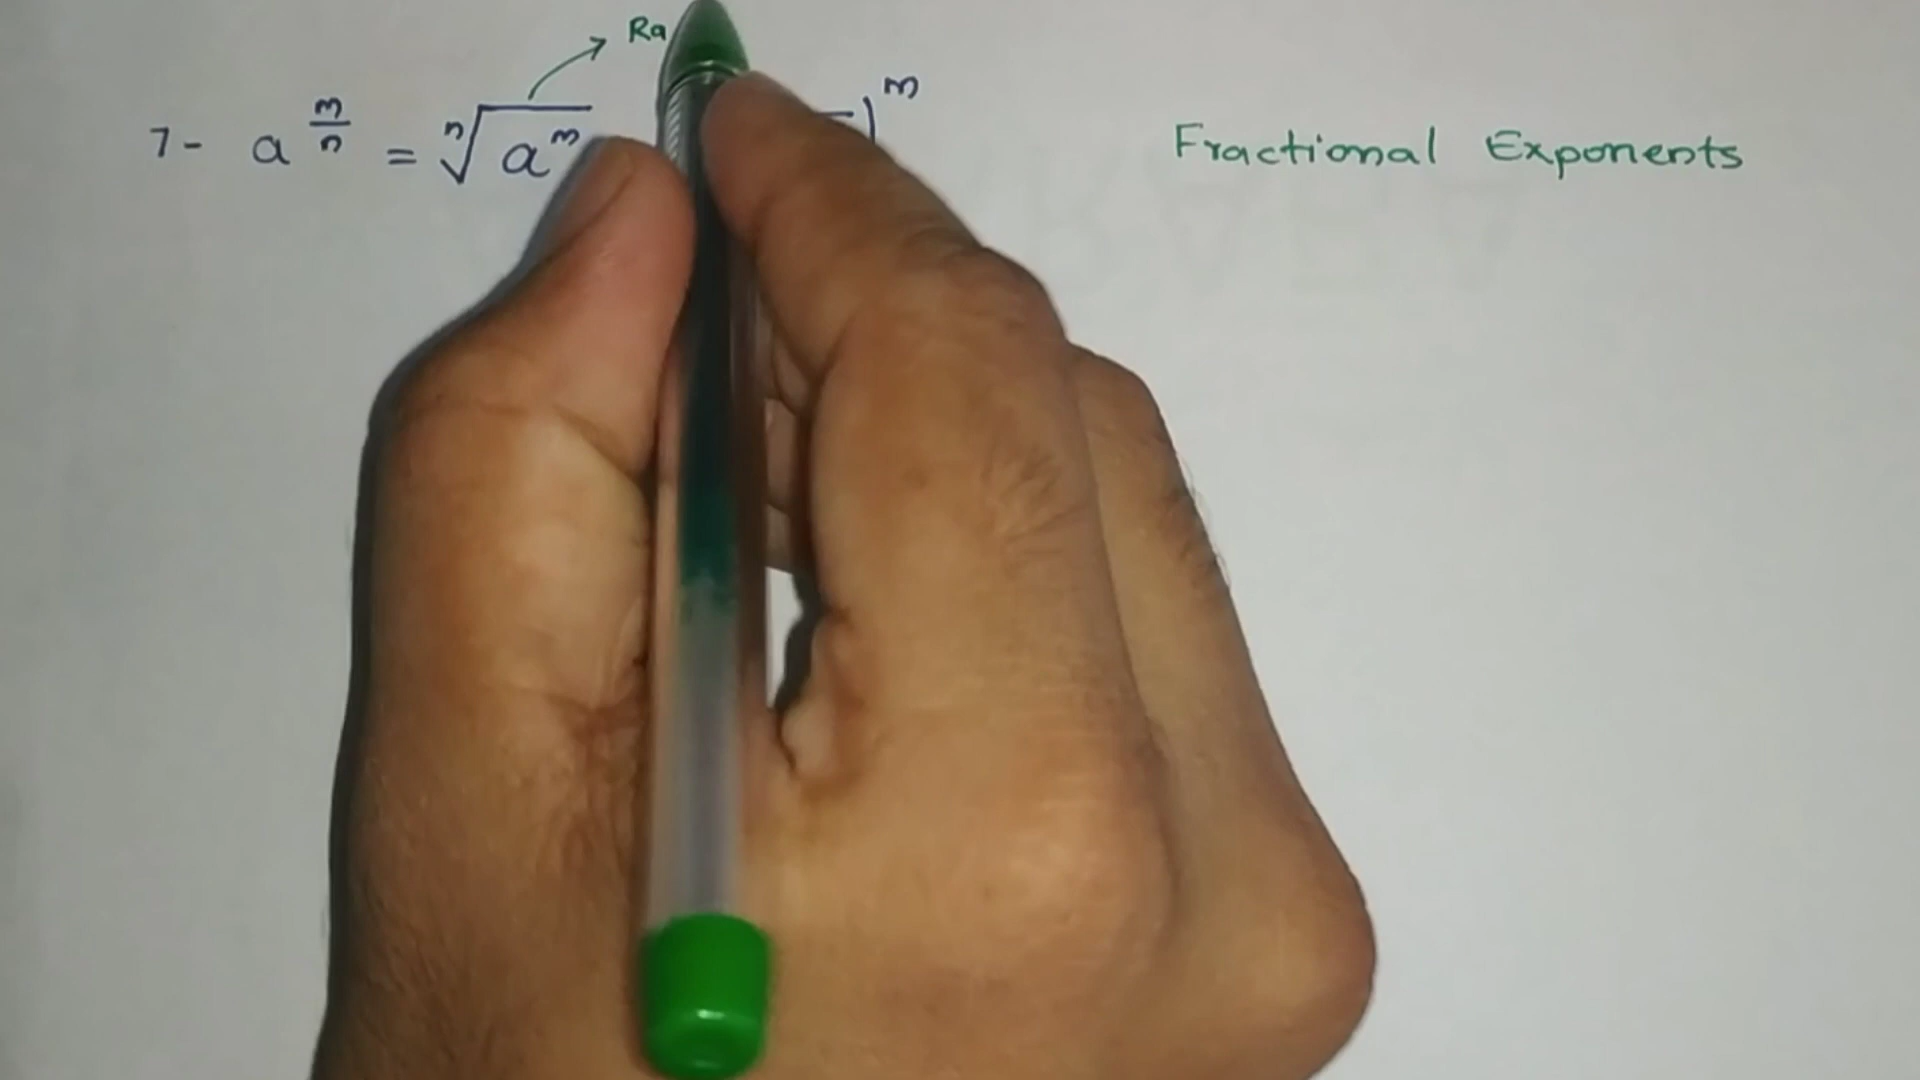 Ra
7- a^(m/n) = ⁿ√(a^m) )^m Fractional Exponents